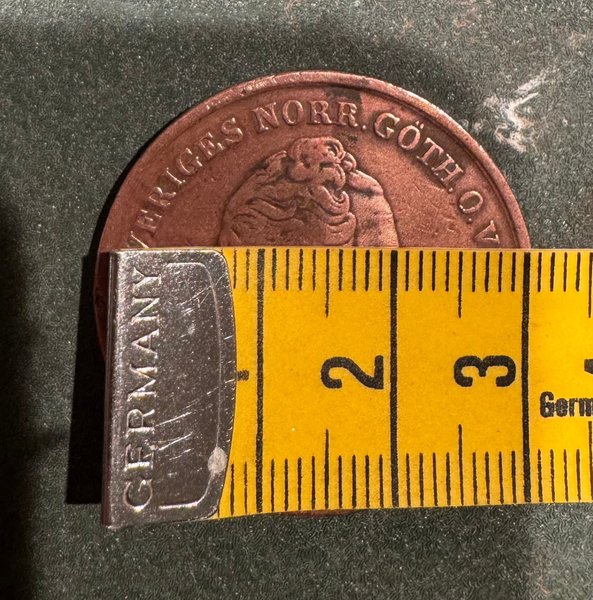 VERIGES NORR. GÖTH. O. V
GERMANY
2
3
Germ